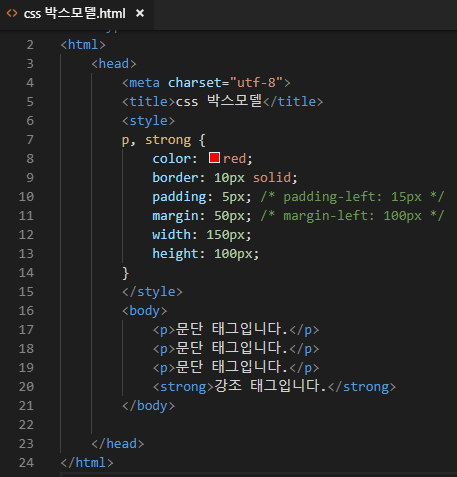 css 박스모델.html ×
2 <html>
3     <head>
4         <meta charset="utf-8">
5         <title>css 박스모델</title>
6         <style>
7         p, strong {
8             color: red;
9             border: 10px solid;
10             padding: 5px; /* padding-left: 15px */
11             margin: 50px; /* margin-left: 100px */
12             width: 150px;
13             height: 100px;
14         }
15         </style>
16         <body>
17             <p>문단 태그입니다.</p>
18             <p>문단 태그입니다.</p>
19             <p>문단 태그입니다.</p>
20             <strong>강조 태그입니다.</strong>
21         </body>
22
23     </head>
24 </html>